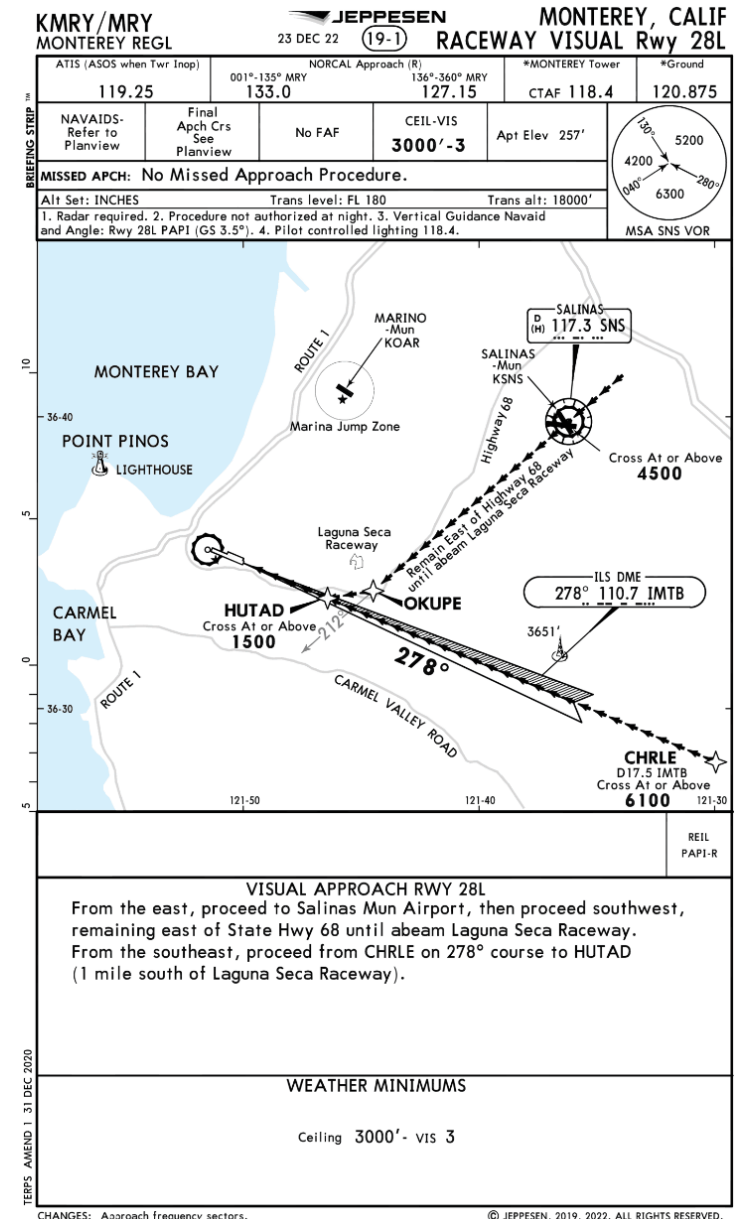 KMRY/MRY
MONTEREY REGL
JEPPESEN
23 DEC 22
19-1
MONTEREY, CALIF
RACEWAY VISUAL Rwy 28L
BRIEFING STRIP ™
ATIS (ASOS when Twr Inop)
119.25
NORCAL Approach (R)
001°-135° MRY
133.0
136°-360° MRY
127.15
*MONTEREY Tower
CTAF 118.4
*Ground
120.875
NAVAIDS-
Refer to
Planview
Final
Apch Crs
See
Planview
No FAF
CEIL-VIS
3000'-3
Apt Elev 257'
MISSED APCH: No Missed Approach Procedure.
Alt Set: INCHES
Trans level: FL 180
Trans alt: 18000'
1. Radar required. 2. Procedure not authorized at night. 3. Vertical Guidance Navaid
and Angle: Rwy 28L PAPI (GS 3.5°). 4. Pilot controlled lighting 118.4.
130°
5200
4200
040°
280°
6300
MSA SNS VOR
MARINO
-Mun
KOAR
SALINAS
D
(H) 117.3 SNS
ROUTE 1
SALINAS
-Mun
KSNS
10
MONTEREY BAY
36-40
Marina Jump Zone
Highway 68
POINT PINOS
LIGHTHOUSE
Cross At or Above
4500
Remain East of Highway 68
until abeam Laguna Seca Raceway
5
Laguna Seca
Raceway
ILS DME
278° 110.7 IMTB
HUTAD
Cross At or Above
1500
OKUPE
CARMEL
BAY
212°
3651'
278°
0
ROUTE 1
36-30
CARMEL VALLEY ROAD
CHRLE
D17.5 IMTB
Cross At or Above
6100
5
121-50
121-40
121-30
REIL
PAPI-R
VISUAL APPROACH RWY 28L
From the east, proceed to Salinas Mun Airport, then proceed southwest,
remaining east of State Hwy 68 until abeam Laguna Seca Raceway.
From the southeast, proceed from CHRLE on 278° course to HUTAD
(1 mile south of Laguna Seca Raceway).
TERPS AMEND 1 31 DEC 2020
WEATHER MINIMUMS
Ceiling 3000'- VIS 3
CHANGES: Approach frequency sectors.
© JEPPESEN, 2019, 2022. ALL RIGHTS RESERVED.